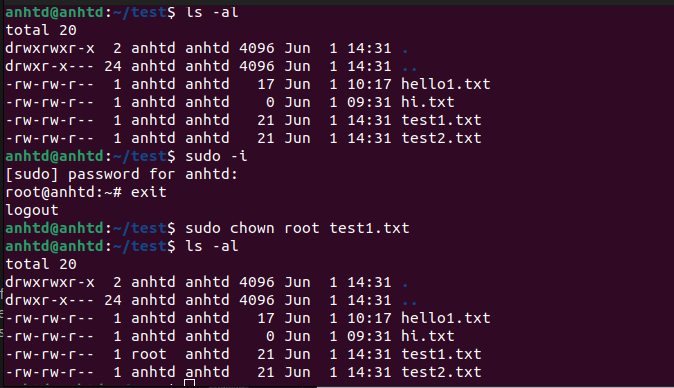 anhtd@anhtd:~/test$ ls -al
total 20
drwxrwxr-x  2 anhtd anhtd 4096 Jun  1 14:31 .
drwxr-x--- 24 anhtd anhtd 4096 Jun  1 14:31 ..
-rw-rw-r--  1 anhtd anhtd   17 Jun  1 10:17 hello1.txt
-rw-rw-r--  1 anhtd anhtd    0 Jun  1 09:31 hi.txt
-rw-rw-r--  1 anhtd anhtd   21 Jun  1 14:31 test1.txt
-rw-rw-r--  1 anhtd anhtd   21 Jun  1 14:31 test2.txt
anhtd@anhtd:~/test$ sudo -i
[sudo] password for anhtd:
root@anhtd:~# exit
logout
anhtd@anhtd:~/test$ sudo chown root test1.txt
anhtd@anhtd:~/test$ ls -al
total 20
drwxrwxr-x  2 anhtd anhtd 4096 Jun  1 14:31 .
drwxr-x--- 24 anhtd anhtd 4096 Jun  1 14:31 ..
-rw-rw-r--  1 anhtd anhtd   17 Jun  1 10:17 hello1.txt
-rw-rw-r--  1 anhtd anhtd    0 Jun  1 09:31 hi.txt
-rw-rw-r--  1 root  anhtd   21 Jun  1 14:31 test1.txt
-rw-rw-r--  1 anhtd anhtd   21 Jun  1 14:31 test2.txt